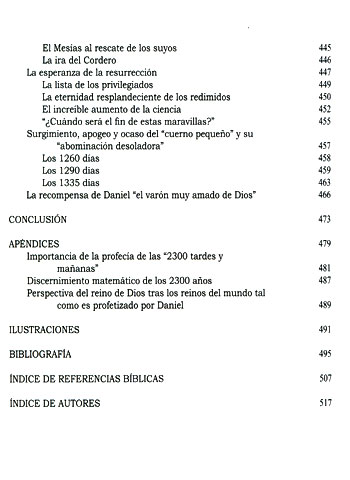 El Mesías al rescate de los suyos 445
La ira del Cordero 446
La esperanza de la resurrección 447
La lista de los privilegiados 449
La eternidad resplandeciente de los redimidos 450
El increíble aumento de la ciencia 452
“¿Cuándo será el fin de estas maravillas?” 455
Surgimiento, apogeo y ocaso del “cuerno pequeño” y su
“abominación desoladora” 457
Los 1260 días 458
Los 1290 días 459
Los 1335 días 463
La recompensa de Daniel “el varón muy amado de Dios” 466
CONCLUSIÓN 473
APÉNDICES 479
Importancia de la profecía de las “2300 tardes y
mañanas” 481
Discernimiento matemático de los 2300 años 487
Perspectiva del reino de Dios tras los reinos del mundo tal
como es profetizado por Daniel 489
ILUSTRACIONES 491
BIBLIOGRAFÍA 495
ÍNDICE DE REFERENCIAS BÍBLICAS 507
ÍNDICE DE AUTORES 517